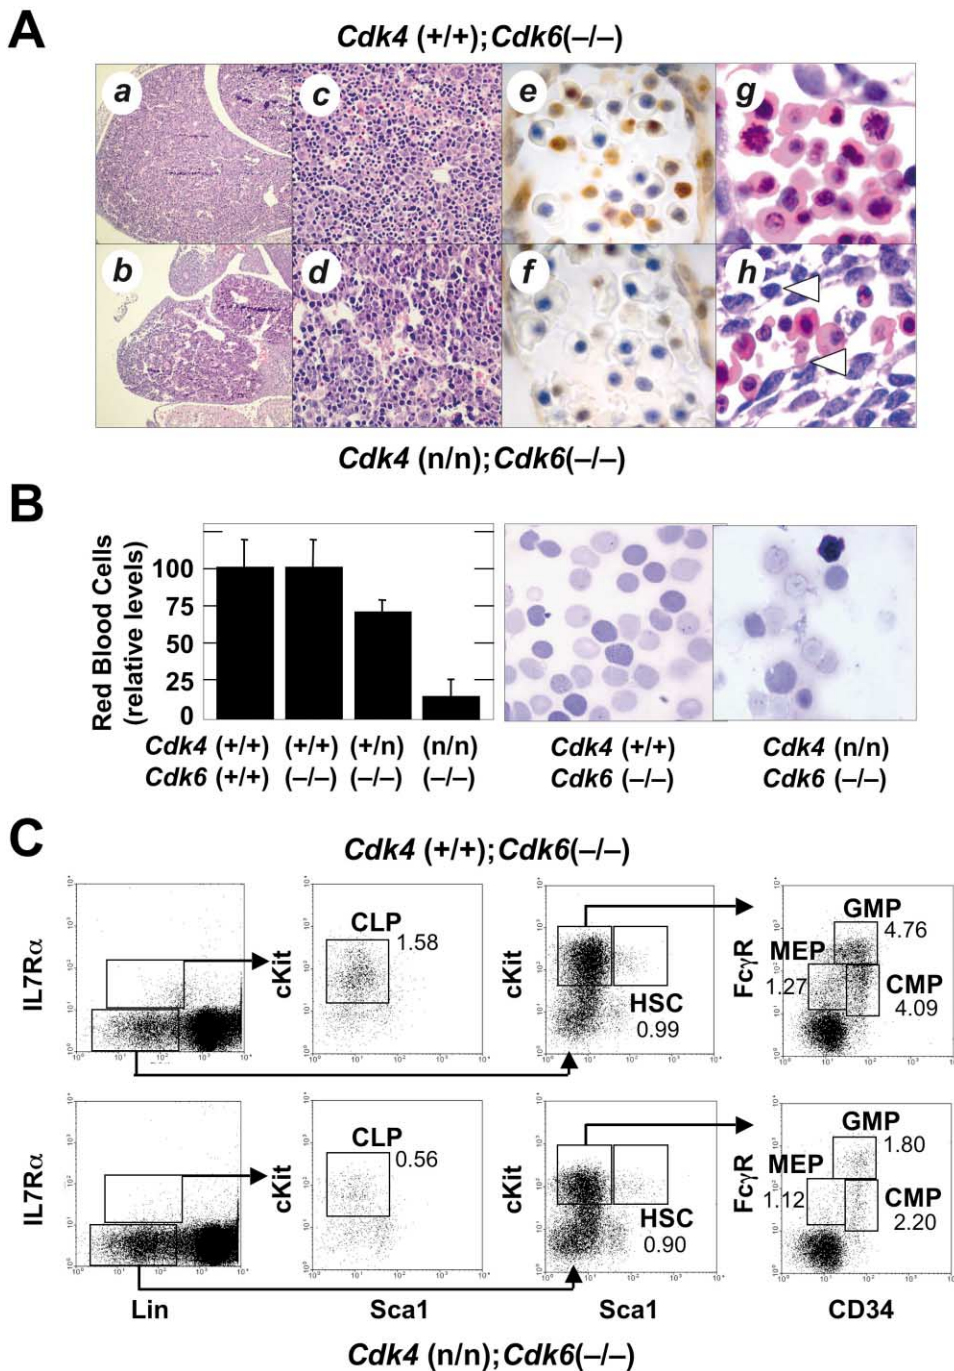 A
Cdk4 (+/+);Cdk6(–/–)
a
c
e
g
b
d
f
h
Cdk4 (n/n);Cdk6(–/–)
B
Red Blood Cells
(relative levels)
100
75
50
25
0
Cdk4 (+/+) (+/+) (+/n) (n/n)
Cdk6 (+/+) (–/–) (–/–) (–/–)
Cdk4 (+/+)
Cdk6 (–/–)
Cdk4 (n/n)
Cdk6 (–/–)
C
Cdk4 (+/+);Cdk6(–/–)
IL7Rα
cKit
CLP
1.58
cKit
HSC
0.99
FcγR
GMP
4.76
MEP
1.27
CMP
4.09
IL7Rα
cKit
CLP
0.56
cKit
HSC
0.90
FcγR
GMP
1.80
MEP
1.12
CMP
2.20
Lin
Sca1
Sca1
CD34
Cdk4 (n/n);Cdk6(–/–)